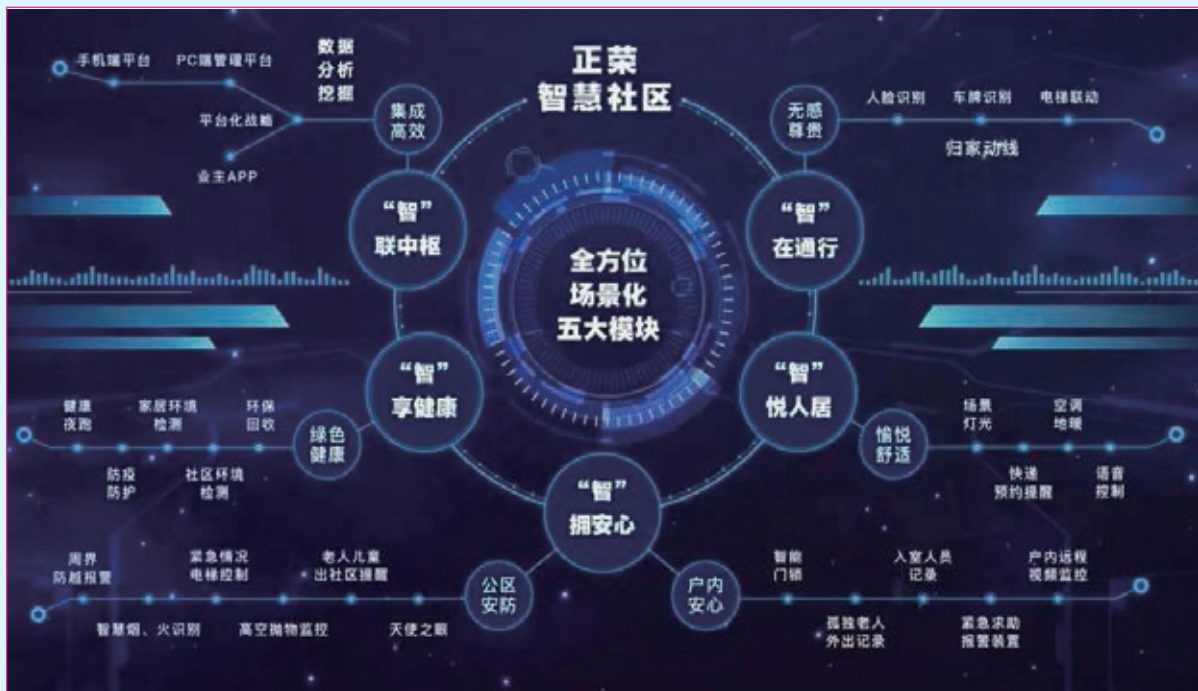 正荣
智慧社区
全方位
场景化
五大模块
手机端平台
PC端管理平台
数据
分析
挖掘
平台化战略
业主APP
集成
高效
“智”
联中枢
无感
尊贵
人脸识别
车牌识别
电梯联动
归家动线
“智”
在通行
“智”
享健康
绿色
健康
健康
夜跑
家居环境
检测
环保
回收
防疫
防护
社区环境
检测
“智”
悦人居
愉悦
舒适
场景
灯光
空调
地暖
快递
预约提醒
语音
控制
“智”
拥安心
公区
安防
周界
防越报警
紧急情况
电梯控制
老人儿童
出社区提醒
智慧烟、火识别
高空抛物监控
天使之眼
户内
安心
智能
门锁
入室人员
记录
户内远程
视频监控
孤独老人
外出记录
紧急求助
报警装置